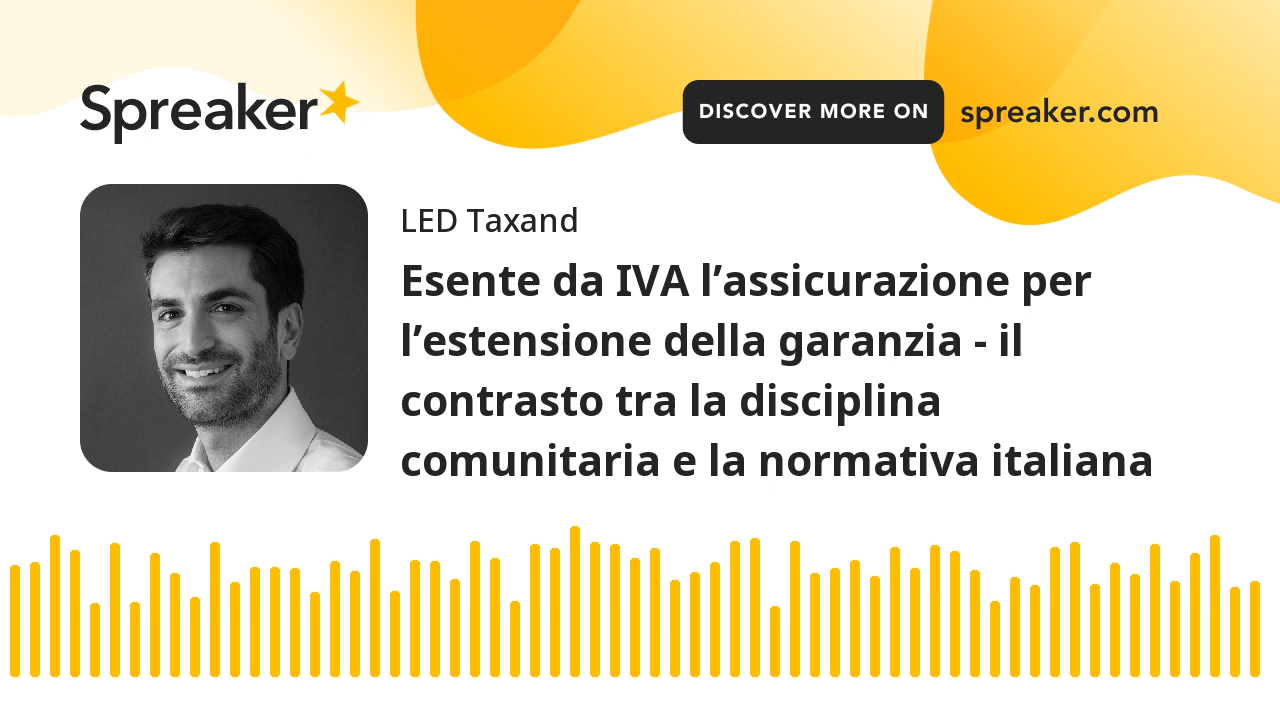 Spreaker
DISCOVER MORE ON
spreaker.com
LED Taxand
Esente da IVA l’assicurazione per
l’estensione della garanzia - il
contrasto tra la disciplina
comunitaria e la normativa italiana